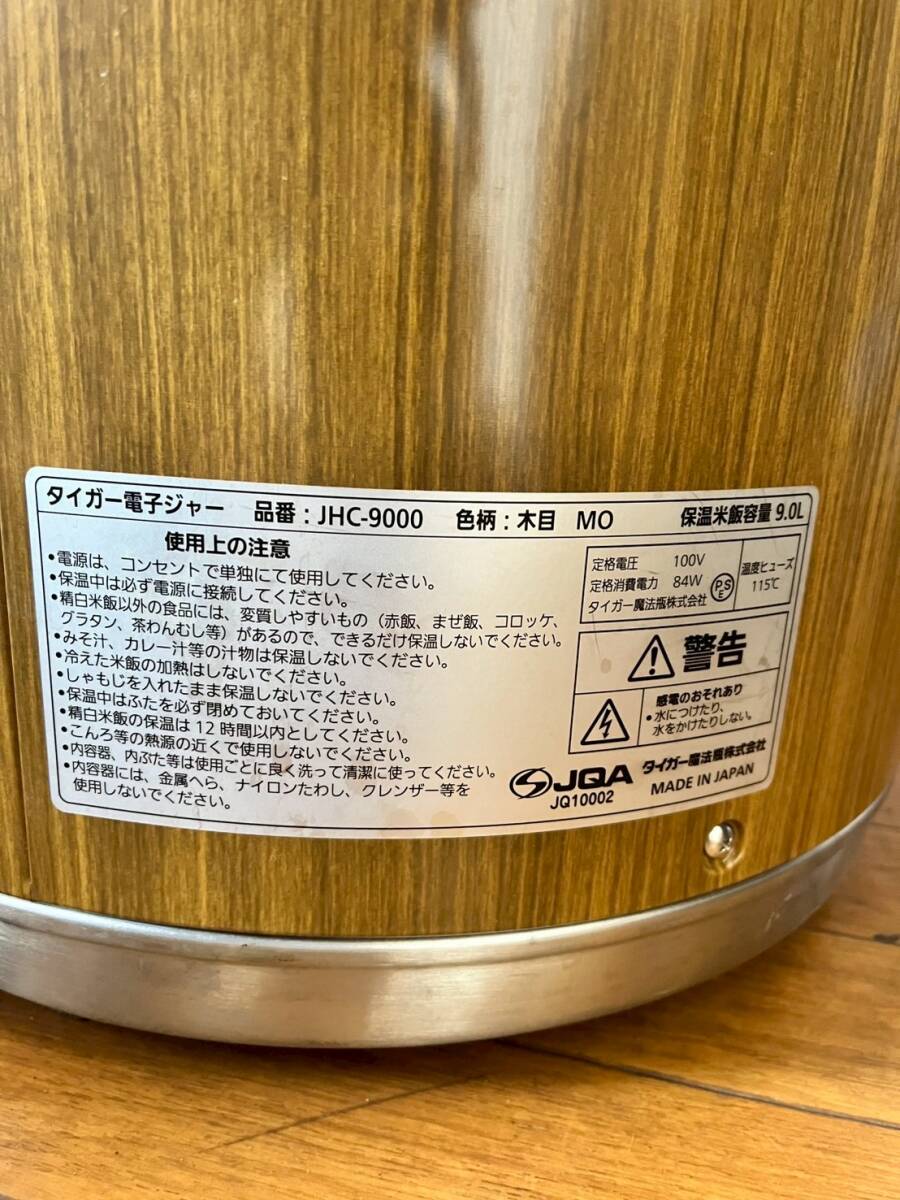 タイガー電子ジャー 品番：JHC-9000 色柄：木目 MO 保温米飯容量 9.0L
使用上の注意
•電源は、コンセントで単独にて使用してください。
•保温中は必ず電源に接続してください。
•精白米飯以外の食品には、変質しやすいもの（赤飯、まぜ飯、コロッケ、
グラタン、茶わんむし等）があるので、できるだけ保温しないでください。
•みそ汁、カレー汁等の汁物は保温しないでください。
•冷えた米飯の加熱はしないでください。
•しゃもじを入れたまま保温しないでください。
•保温中はふたを必ず閉めておいてください。
•精白米飯の保温は12時間以内としてください。
•こんろ等の熱源の近くで使用しないでください。
•内容器、内ぶた等は使用ごとに良く洗って清潔に使ってください。
•内容器には、金属へら、ナイロンたわし、クレンザー等を
使用しないでください。
定格電圧 100V
定格消費電力 84W
タイガー魔法瓶株式会社
PSE
温度ヒューズ
115℃
警告
感電のおそれあり
•水につけたり、
水をかけたりしない。
JQA
JQ10002
タイガー魔法瓶株式会社
MADE IN JAPAN